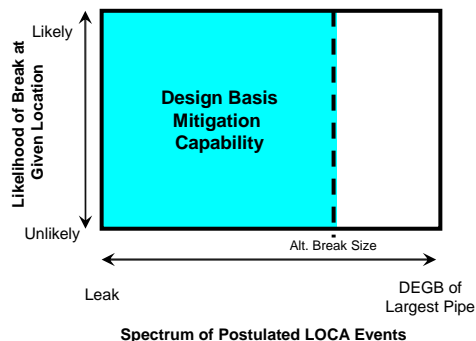 Likelihood of Break at
Given Location
Likely
Unlikely
Design Basis
Mitigation
Capability
Alt. Break Size
Leak
DEGB of
Largest Pipe
Spectrum of Postulated LOCA Events